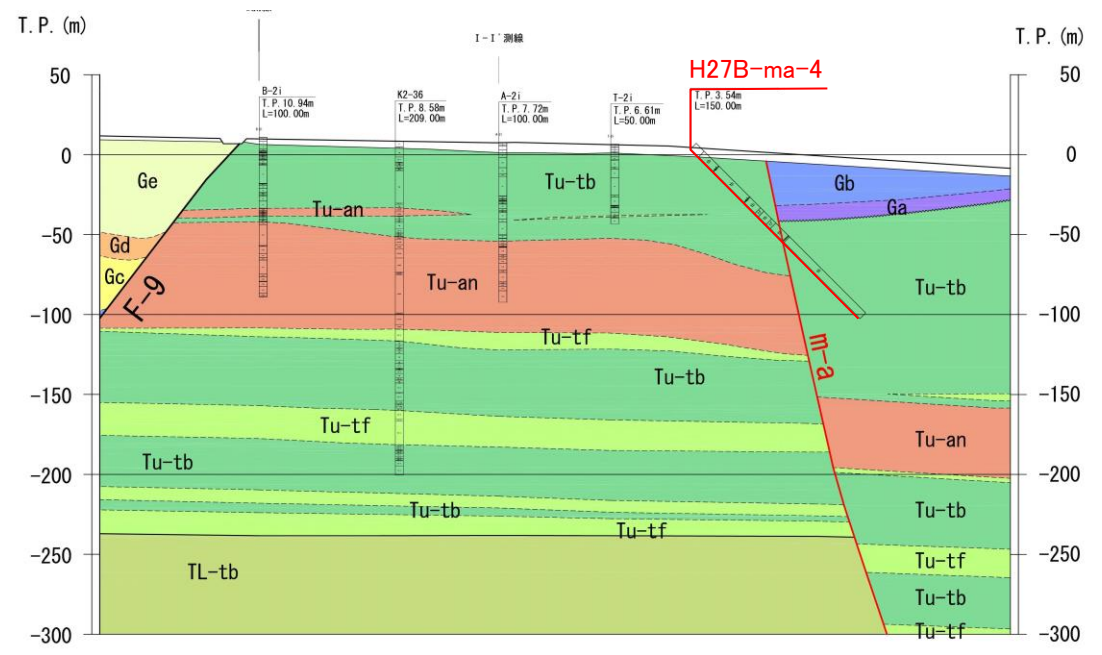 T.P.(m)
T.P.(m)
I-I'測線
H27B-ma-4
50
50
B-2i
T.P.10.94m
L=100.00m
K2-36
T.P.8.58m
L=209.00m
A-2i
T.P.7.72m
L=100.00m
T-2i
T.P.6.61m
L=50.00m
T.P.3.54m
L=150.00m
0
0
Ge
Tu-tb
Gb
Tu-an
Ga
-50
-50
Gd
Gc
F-9
Tu-an
Tu-tb
-100
-100
Tu-tf
m-a
Tu-tb
-150
-150
Tu-tf
Tu-an
Tu-tb
-200
-200
Tu-tb
Tu-tb
Tu-tf
-250
-250
Tu-tf
TL-tb
Tu-tb
-300
-300
Tu-tf